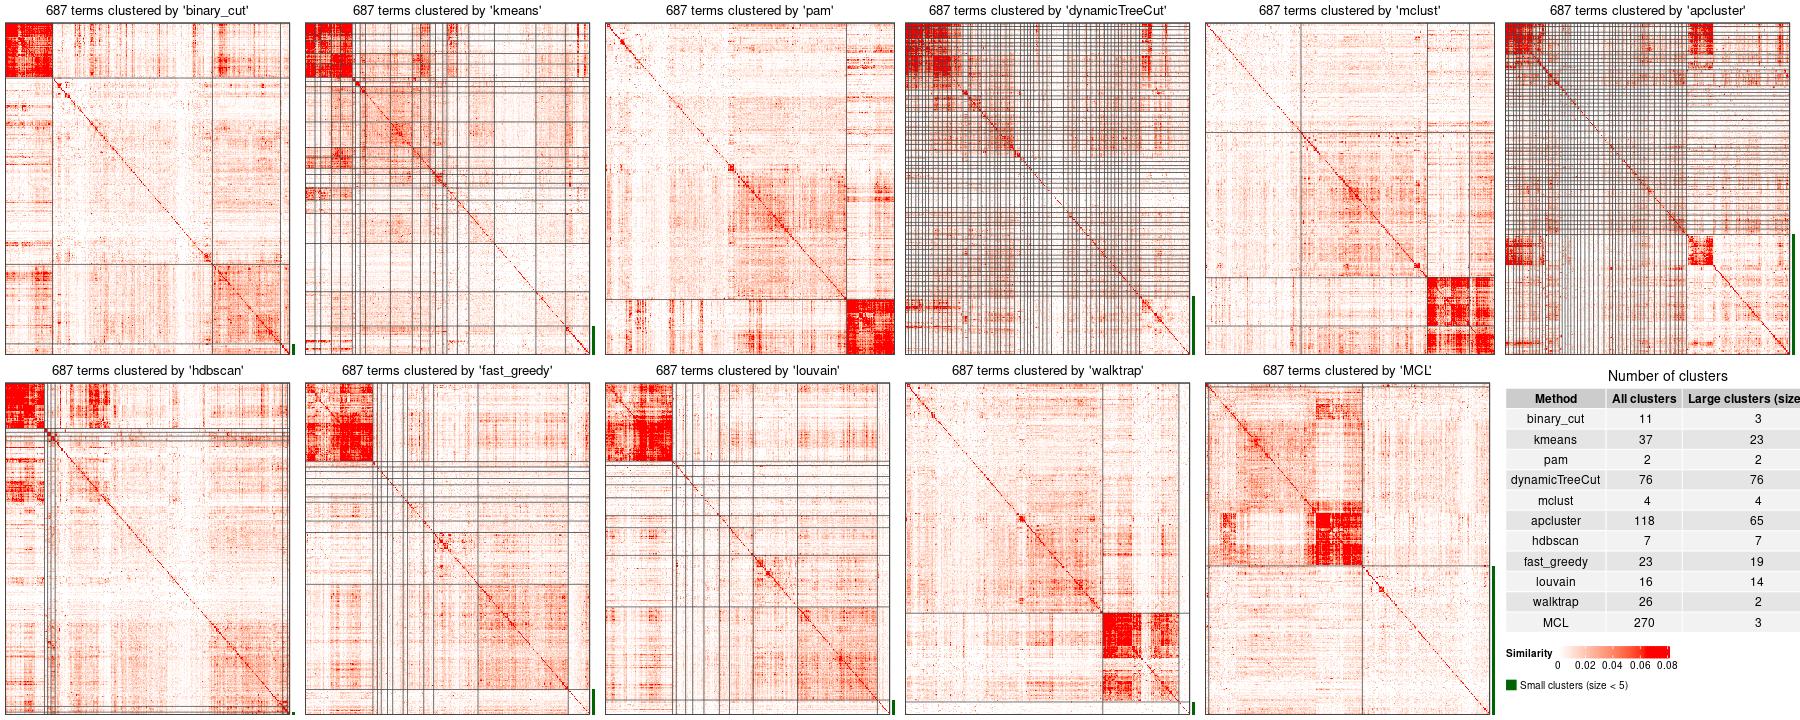 687 terms clustered by 'binary_cut'
687 terms clustered by 'kmeans'
687 terms clustered by 'pam'
687 terms clustered by 'dynamicTreeCut'
687 terms clustered by 'mclust'
687 terms clustered by 'apcluster'
687 terms clustered by 'hdbscan'
687 terms clustered by 'fast_greedy'
687 terms clustered by 'louvain'
687 terms clustered by 'walktrap'
687 terms clustered by 'MCL'
Number of clusters
Method All clusters Large clusters (size
binary_cut 11 3
kmeans 37 23
pam 2 2
dynamicTreeCut 76 76
mclust 4 4
apcluster 118 65
hdbscan 7 7
fast_greedy 23 19
louvain 16 14
walktrap 26 2
MCL 270 3
Similarity
0 0.02 0.04 0.06 0.08
Small clusters (size < 5)